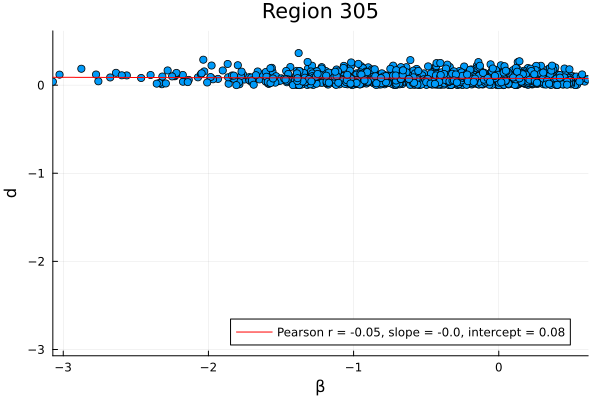 Region 305
0
−1
−2
−3
d
Pearson r = -0.05, slope = -0.0, intercept = 0.08
−3 −2 −1 0
β